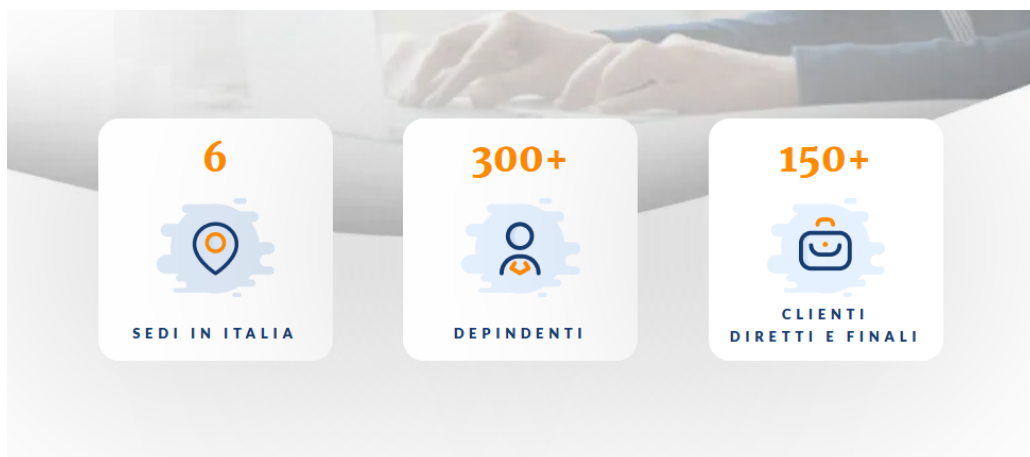 6
300+
150+
SEDI IN ITALIA
DEPINDENTI
CLIENTI
DIRETTI E FINALI